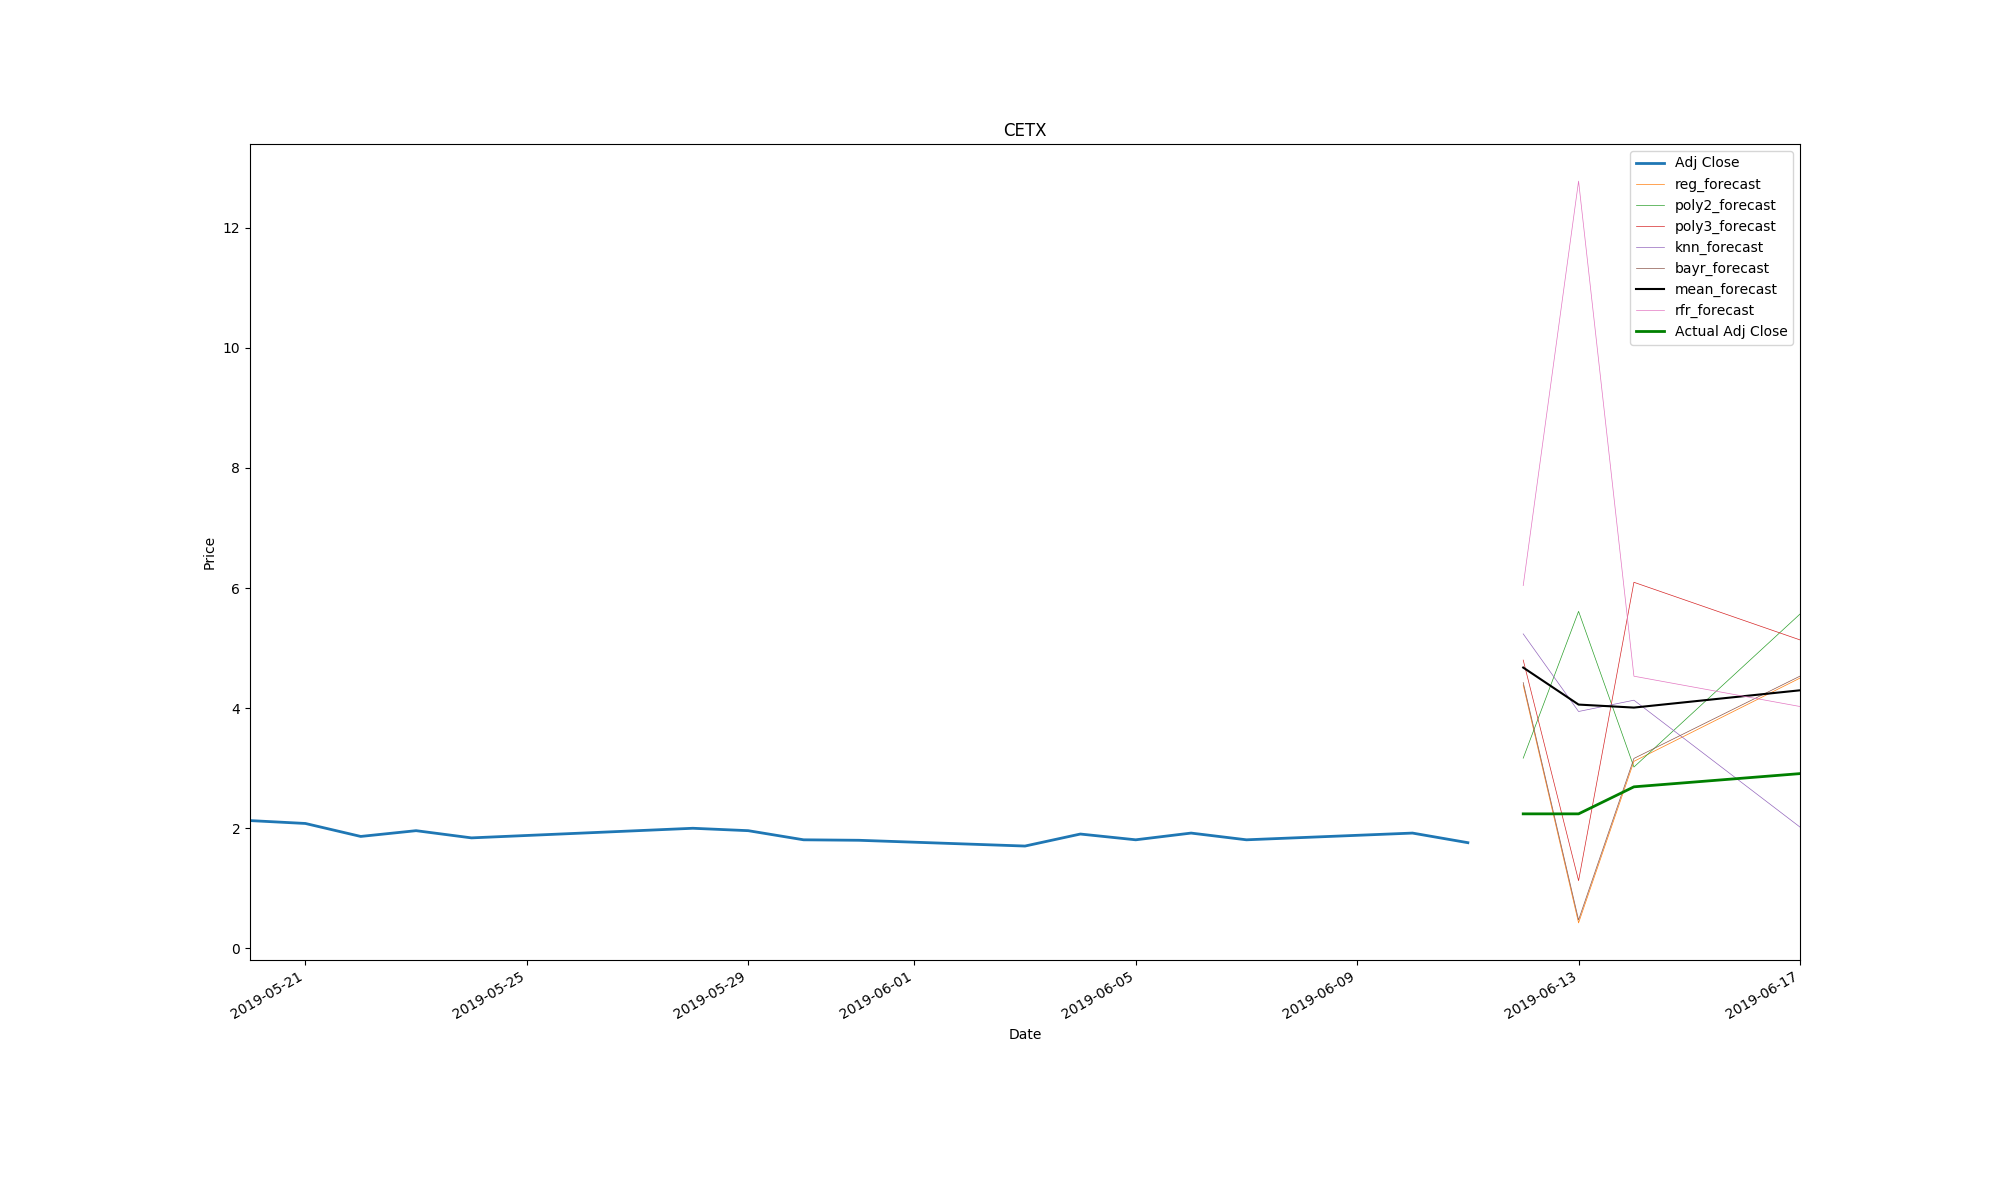 CETX
Adj Close
reg_forecast
poly2_forecast
poly3_forecast
knn_forecast
bayr_forecast
mean_forecast
rfr_forecast
Actual Adj Close
Price
12
10
8
6
4
2
0
2019-05-21
2019-05-25
2019-05-29
2019-06-01
2019-06-05
2019-06-09
2019-06-13
2019-06-17
Date